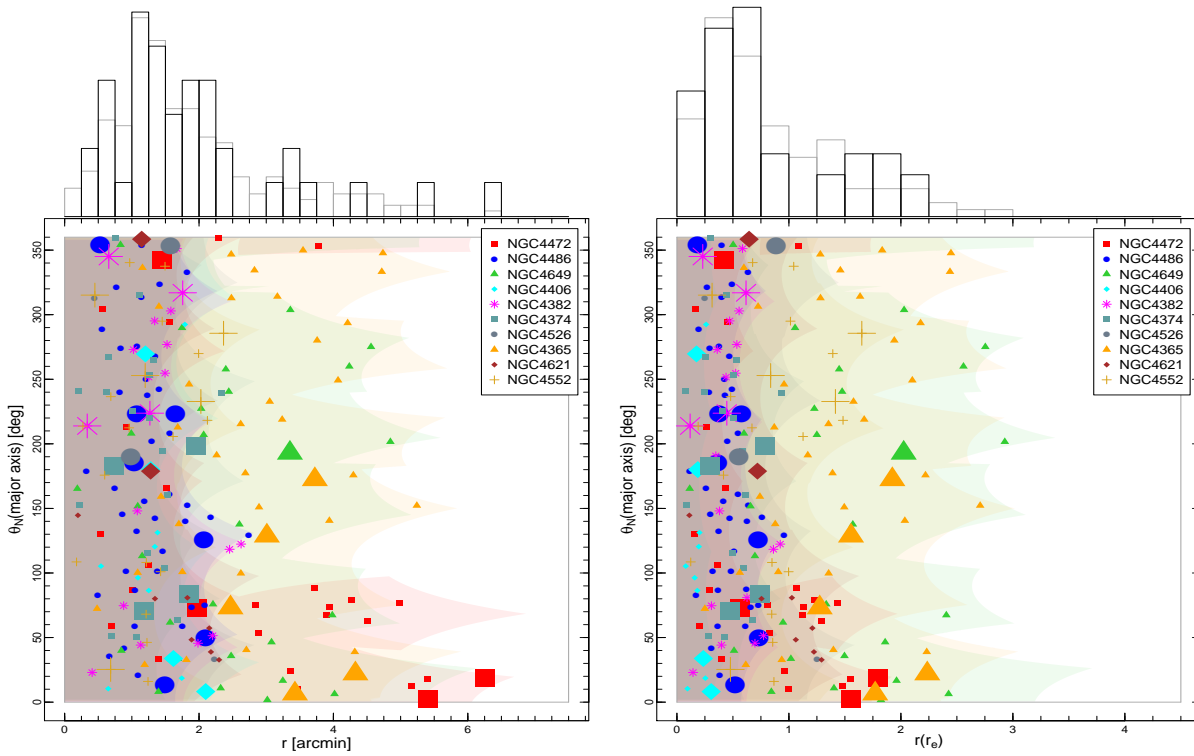 θN(major axis) [deg]
350
300
250
200
150
100
50
0
0
2
4
6
r [arcmin]
NGC4472
NGC4486
NGC4649
NGC4406
NGC4382
NGC4374
NGC4526
NGC4365
NGC4621
NGC4552
θN(major axis) [deg]
350
300
250
200
150
100
50
0
0
1
2
3
4
r(re)
NGC4472
NGC4486
NGC4649
NGC4406
NGC4382
NGC4374
NGC4526
NGC4365
NGC4621
NGC4552